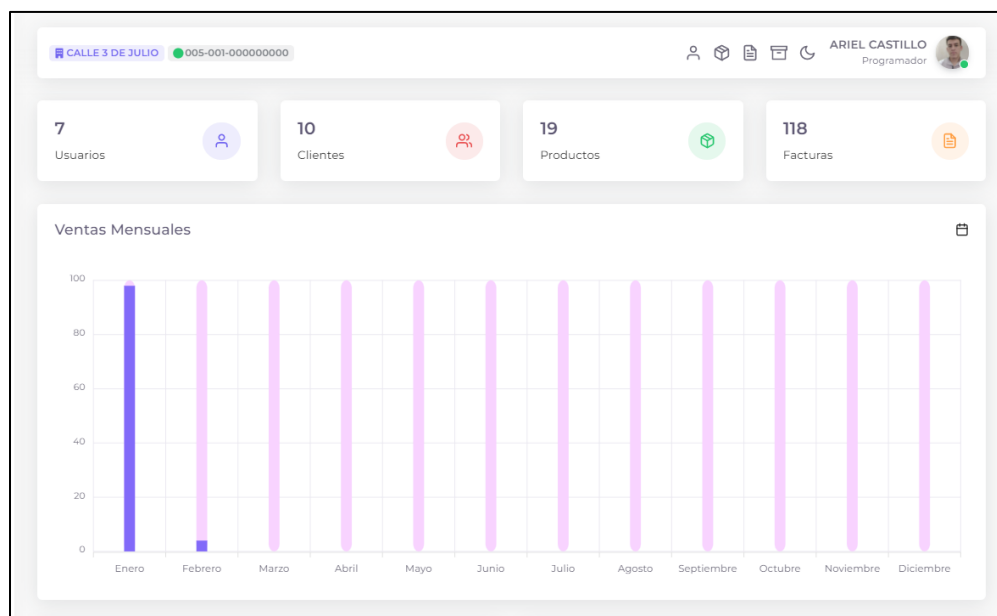 CALLE 3 DE JULIO 005-001-000000000
ARIEL CASTILLO
Programador
7
Usuarios
10
Clientes
19
Productos
118
Facturas
Ventas Mensuales
100
80
60
40
20
0
Enero Febrero Marzo Abril Mayo Junio Julio Agosto Septiembre Octubre Noviembre Diciembre